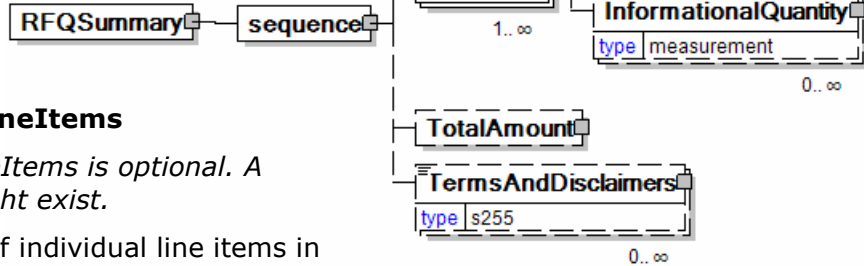 RFQSummary
sequence
1.. ∞
InformationalQuantity
type measurement
0.. ∞
neItems
Items is optional. A
ht exist.
f individual line items in
TotalAmount
TermsAndDisclaimers
type s255
0.. ∞